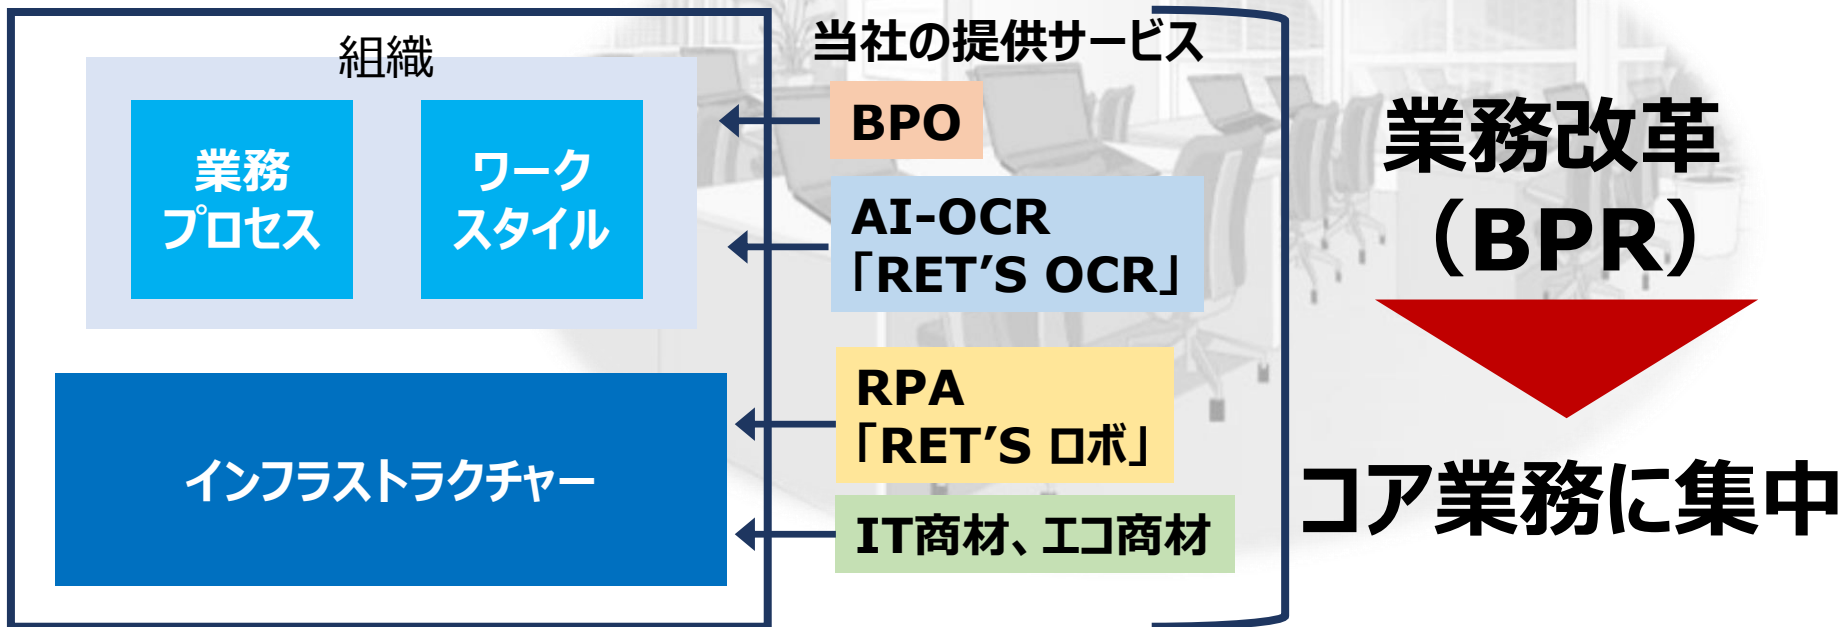 組織
業務
プロセス
ワーク
スタイル
インフラストラクチャー
当社の提供サービス
BPO
AI-OCR
「RET’S OCR」
RPA
「RET’S ロボ」
IT商材、エコ商材
業務改革
（BPR）
コア業務に集中